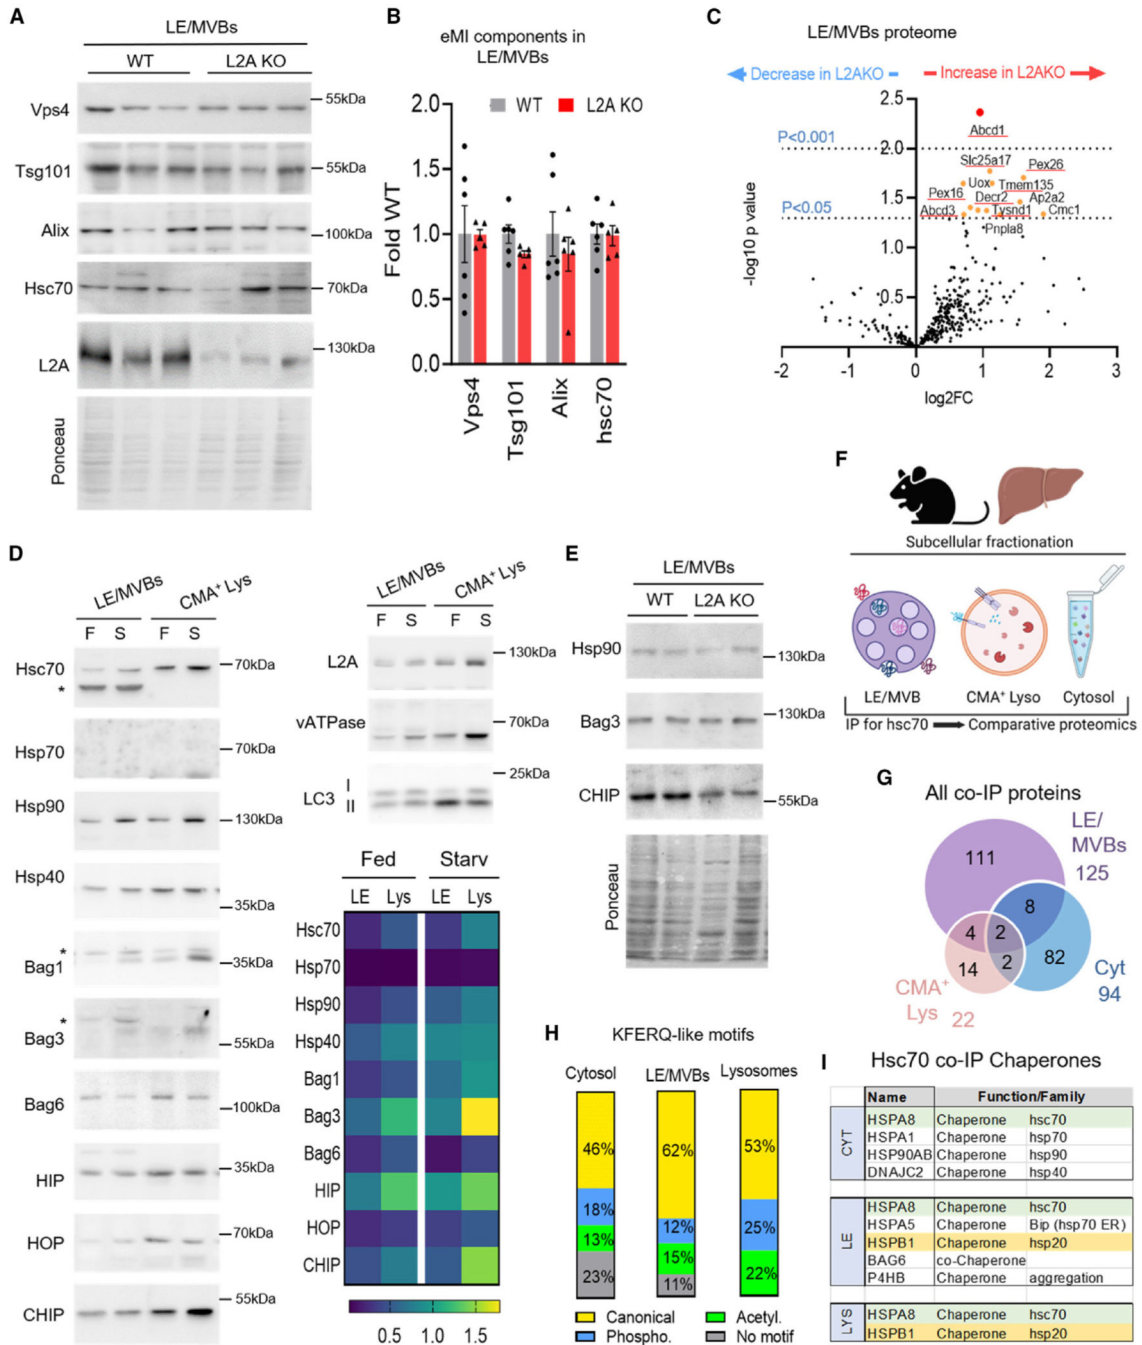 A
LE/MVBs
WT L2A KO
Vps4
55kDa
Tsg101
55kDa
Alix
100kDa
Hsc70
70kDa
L2A
130kDa
Ponceau
B
eMI components in
LE/MVBs
WT L2A KO
Fold WT
2.0
1.5
1.0
0.5
0.0
Vps4
Tsg101
Alix
hsc70
C
LE/MVBs proteome
Decrease in L2AKO
Increase in L2AKO
-log10 p value
2.5
2.0
1.5
1.0
0.5
P<0.001
P<0.05
Abcd1
Slc25a17
Pex26
Uox
Tmem135
Pex16
Decr2
Ap2a2
Abcd3
Tysnd1
Cmc1
Pnpla8
-2 -1 0 1 2 3
log2FC
D
LE/MVBs CMA+ Lys
F S F S
Hsc70
70kDa
*
Hsp70
70kDa
Hsp90
130kDa
Hsp40
35kDa
*
Bag1
35kDa
*
Bag3
55kDa
Bag6
100kDa
HIP
35kDa
HOP
70kDa
CHIP
55kDa
LE/MVBs CMA+ Lys
F S F S
L2A
130kDa
vATPase
70kDa
LC3 I
II
25kDa
Fed Starv
LE Lys LE Lys
Hsc70
Hsp70
Hsp90
Hsp40
Bag1
Bag3
Bag6
HIP
HOP
CHIP
0.5 1.0 1.5
E
LE/MVBs
WT L2A KO
Hsp90
130kDa
Bag3
130kDa
CHIP
55kDa
Ponceau
F
Subcellular fractionation
LE/MVB CMA+ Lyso Cytosol
IP for hsc70 Comparative proteomics
G
All co-IP proteins
LE/
MVBs
125
111
8
4 2
14 2 82
CMA+
Lys 22
Cyt
94
H
KFERQ-like motifs
Cytosol LE/MVBs Lysosomes
46% 62% 53%
18% 12% 25%
13% 15% 22%
23% 11%
Canonical Acetyl.
Phospho. No motif
I
Hsc70 co-IP Chaperones
Name Function/Family
CYT
HSPA8 Chaperone hsc70
HSPA1 Chaperone hsp70
HSP90AB Chaperone hsp90
DNAJC2 Chaperone hsp40
LE
HSPA8 Chaperone hsc70
HSPA5 Chaperone Bip (hsp70 ER)
HSPB1 Chaperone hsp20
BAG6 co-Chaperone
P4HB Chaperone aggregation
LYS
HSPA8 Chaperone hsc70
HSPB1 Chaperone hsp20